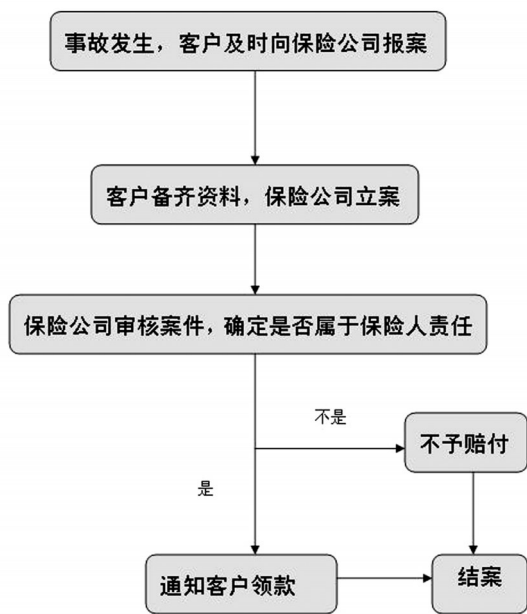 事故发生，客户及时向保险公司报案
客户备齐资料，保险公司立案
保险公司审核案件，确定是否属于保险人责任
不是
不予赔付
是
通知客户领款
结案